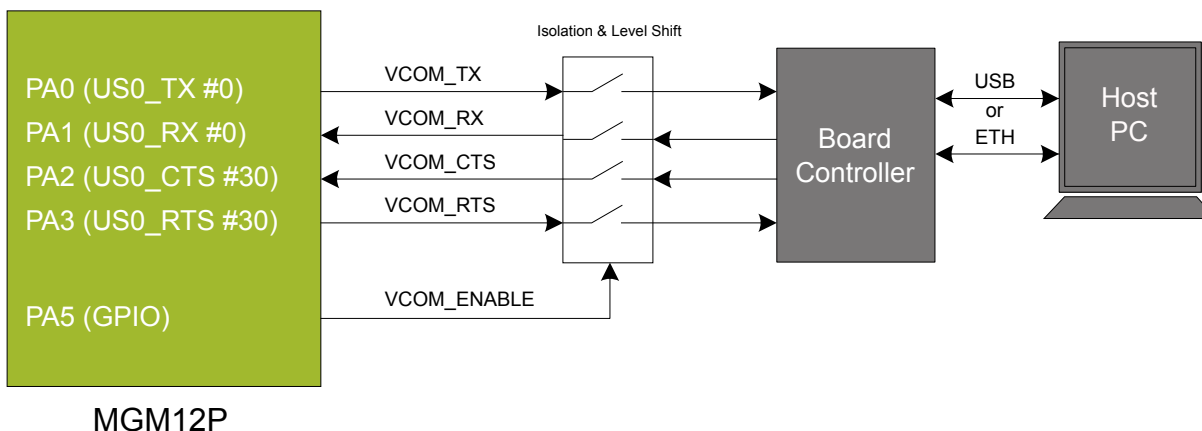 Isolation & Level Shift
PA0 (US0_TX #0)
PA1 (US0_RX #0)
PA2 (US0_CTS #30)
PA3 (US0_RTS #30)
PA5 (GPIO)
VCOM_TX
VCOM_RX
VCOM_CTS
VCOM_RTS
VCOM_ENABLE
Board
Controller
USB
or
ETH
Host
PC
MGM12P